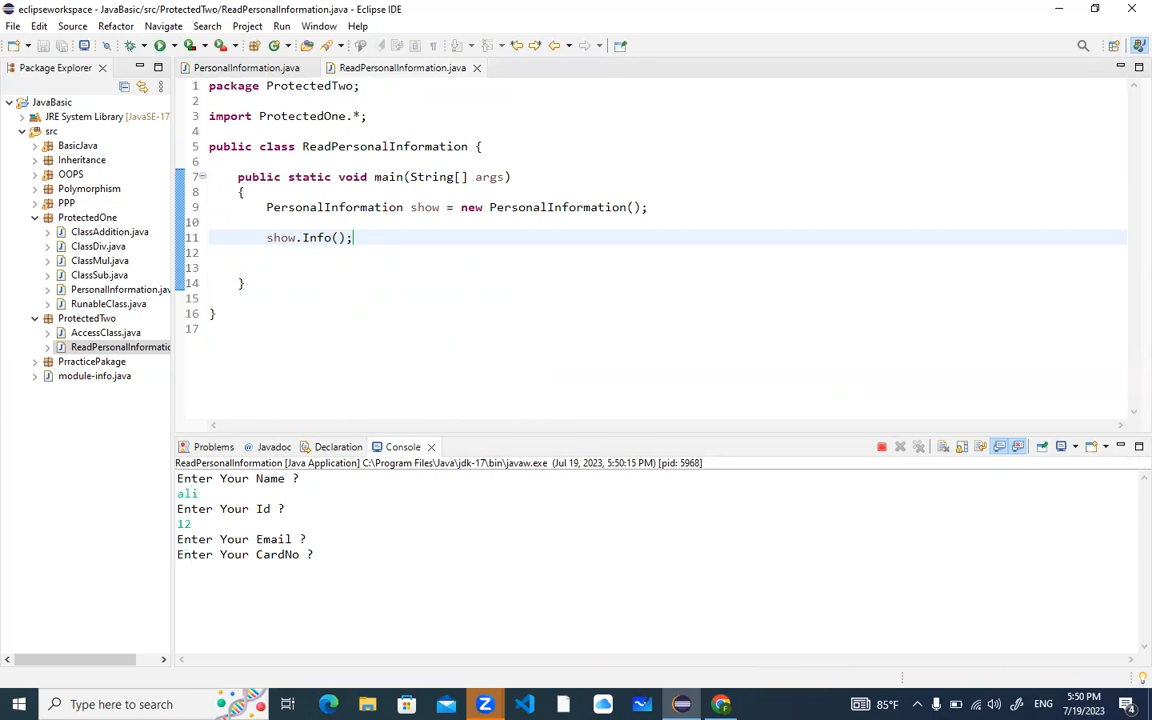 eclipseworkspace - JavaBasic/src/ProtectedTwo/ReadPersonalInformation.java - Eclipse IDE
File Edit Source Refactor Navigate Search Project Run Window Help
Package Explorer
PersonalInformation.java
ReadPersonalInformation.java
JavaBasic
JRE System Library [JavaSE-17
src
BasicJava
Inheritance
OOPS
Polymorphism
PPP
ProtectedOne
ClassAddition.java
ClassDiv.java
ClassMul.java
ClassSub.java
PersonalInformation.jav
RunableClass.java
ProtectedTwo
AccessClass.java
ReadPersonalInformatic
PrracticePakage
module-info.java
1 package ProtectedTwo;
2
3 import ProtectedOne.*;
4
5 public class ReadPersonalInformation {
6
7 public static void main(String[] args)
8 {
9 PersonalInformation show = new PersonalInformation();
10
11 show.Info();
12
13
14 }
15
16 }
17
Problems @ Javadoc Declaration Console
ReadPersonalInformation [Java Application] C:\Program Files\Java\jdk-17\bin\javaw.exe (Jul 19, 2023, 5:50:15 PM) [pid: 5968]
Enter Your Name ?
ali
Enter Your Id ?
12
Enter Your Email ?
Enter Your CardNo ?
Type here to search
85°F
ENG
5:50 PM
7/19/2023
4